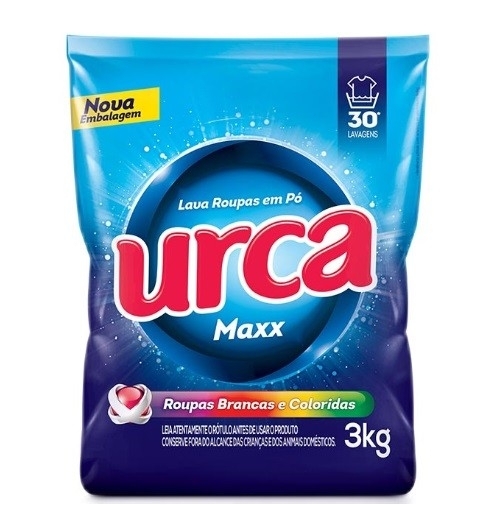 Nova
Embalagem
30*
LAVAGENS
Lava Roupas em Pó
urca
Maxx
Roupas Brancas e Coloridas
LEIA ATENTAMENTE O RÓTULO ANTES DE USAR O PRODUTO
CONSERVE FORA DO ALCANCE DAS CRIANÇAS E DOS ANIMAIS DOMÉSTICOS.
3kg